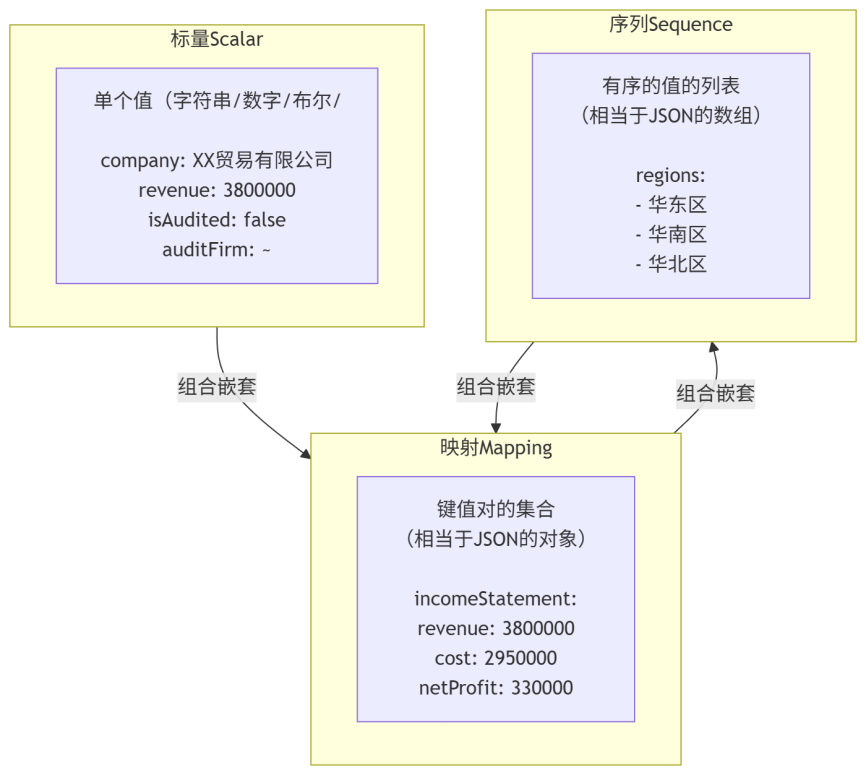 标量Scalar
单个值（字符串/数字/布尔/
company: XX贸易有限公司
revenue: 3800000
isAudited: false
auditFirm: ~
序列Sequence
有序的值的列表
（相当于JSON的数组）
regions:
- 华东区
- 华南区
- 华北区
组合嵌套
组合嵌套
组合嵌套
映射Mapping
键值对的集合
（相当于JSON的对象）
incomeStatement:
revenue: 3800000
cost: 2950000
netProfit: 330000